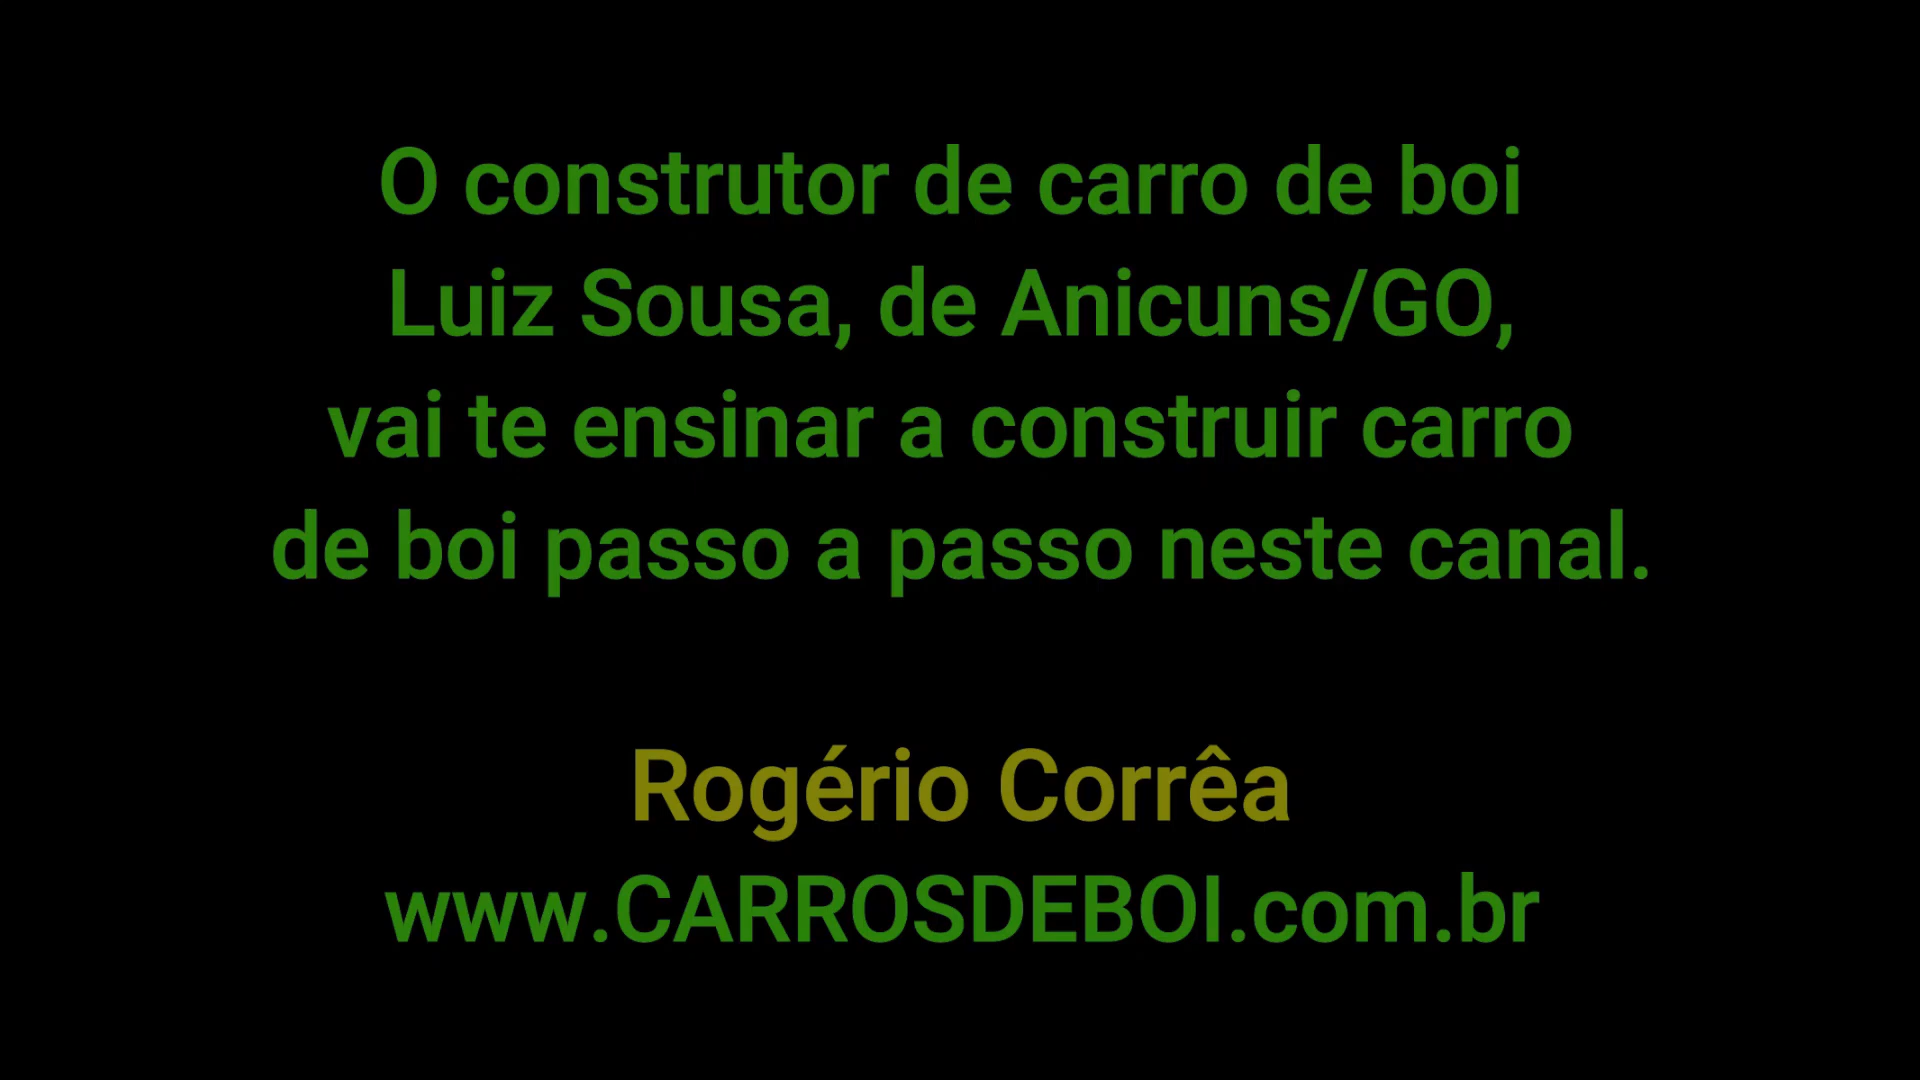 O construtor de carro de boi
Luiz Sousa, de Anicuns/GO,
vai te ensinar a construir carro
de boi passo a passo neste canal.
Rogério Corrêa
www.CARROSDEBOI.com.br